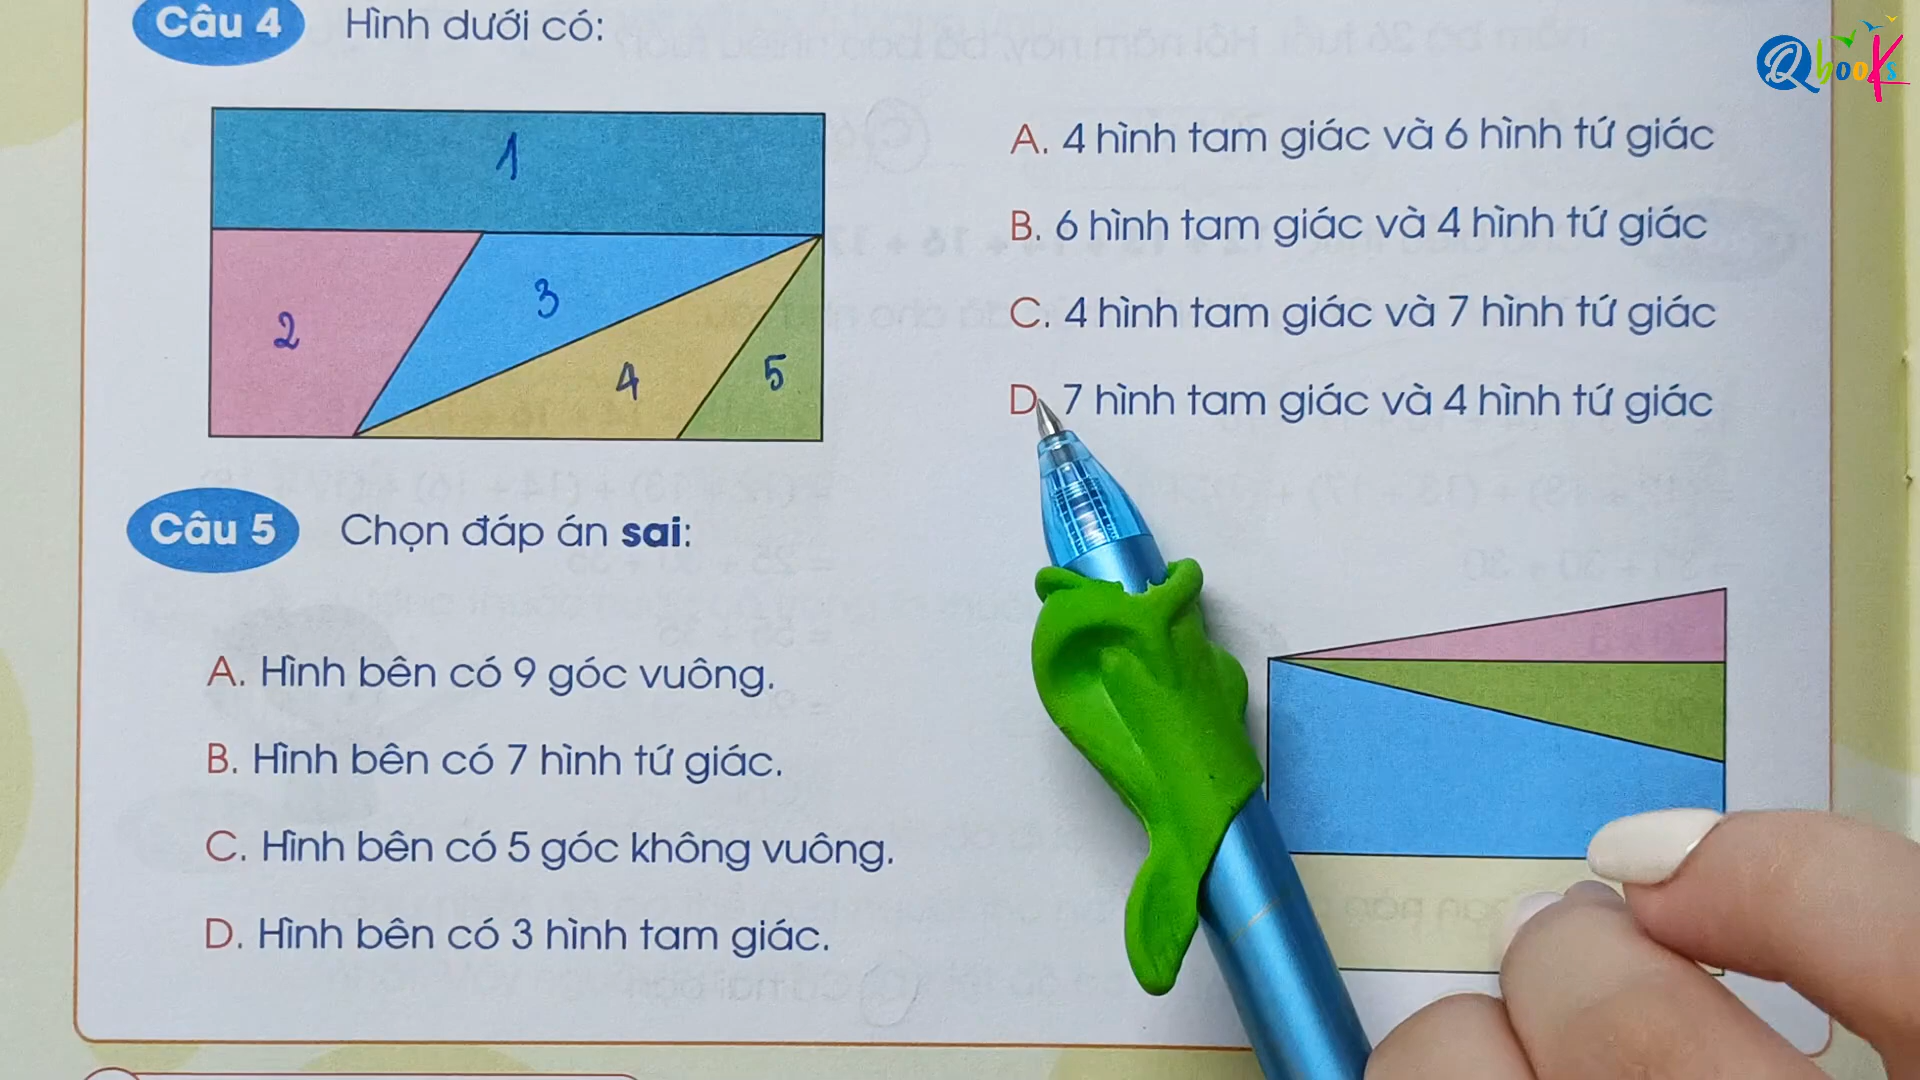 Qbooks
Câu 4 Hình dưới có:
1
2
3
4
5
A. 4 hình tam giác và 6 hình tứ giác
B. 6 hình tam giác và 4 hình tứ giác
C. 4 hình tam giác và 7 hình tứ giác
D. 7 hình tam giác và 4 hình tứ giác
Câu 5 Chọn đáp án sai:
A. Hình bên có 9 góc vuông.
B. Hình bên có 7 hình tứ giác.
C. Hình bên có 5 góc không vuông.
D. Hình bên có 3 hình tam giác.